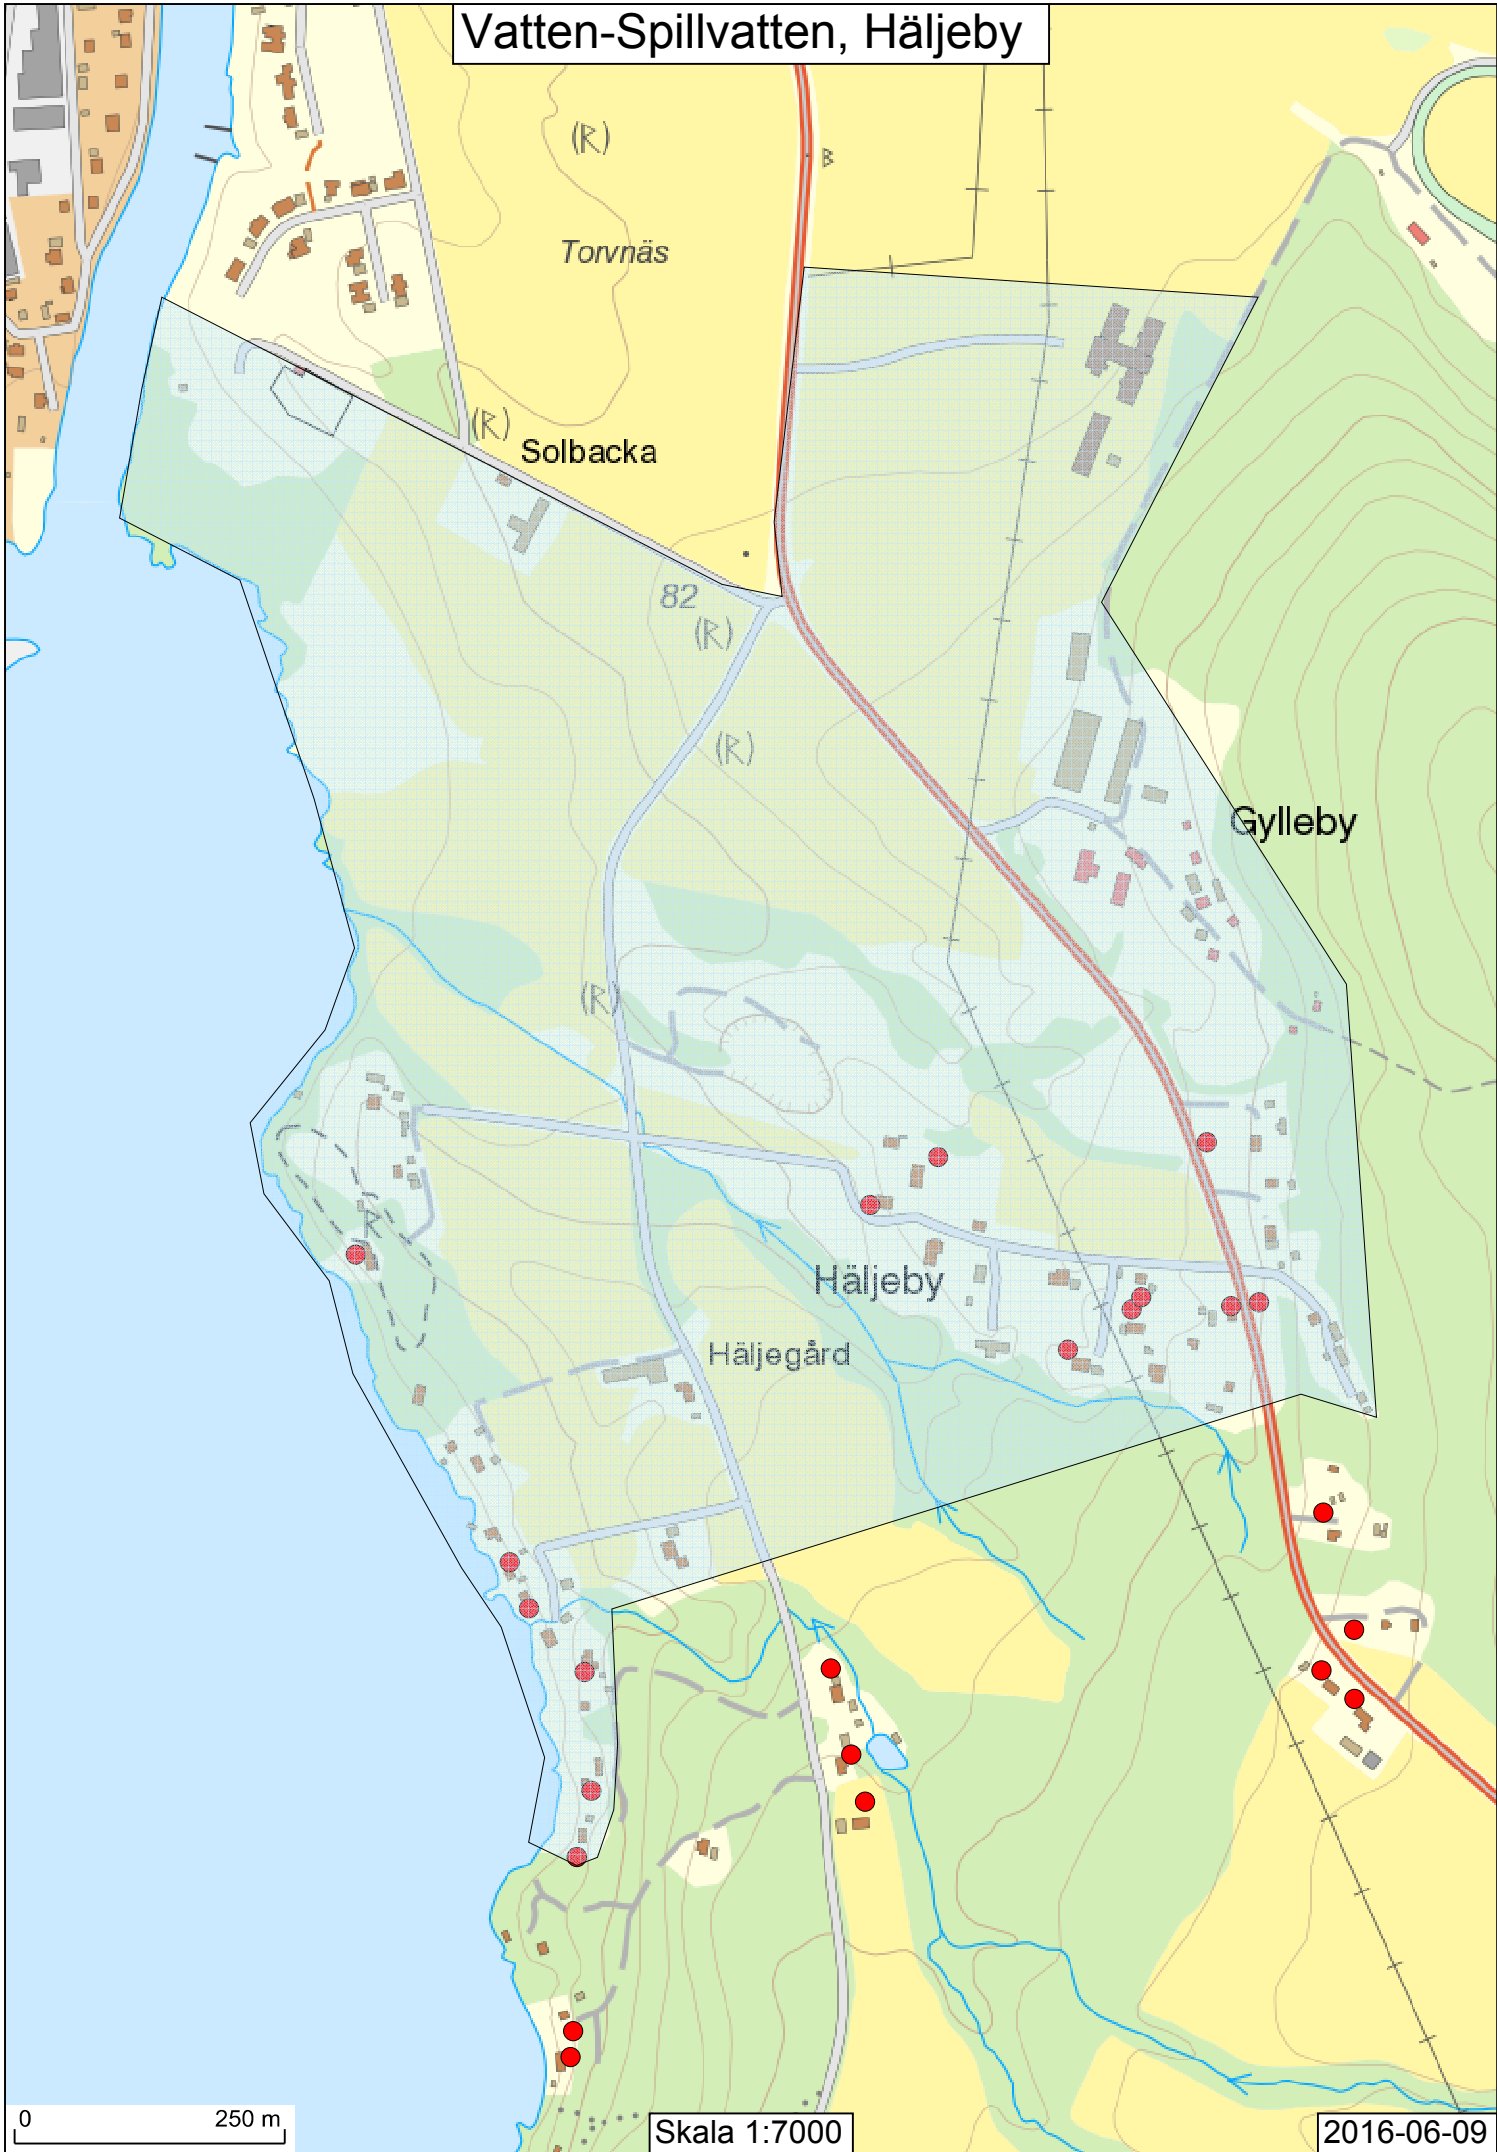 Vatten-Spillvatten, Häljeby
(R)
B
Torvnäs
(R)
Solbacka
82
(R)
(R)
Gylleby
(R)
R
Häljeby
Häljegård
0 250 m
Skala 1:7000
2016-06-09